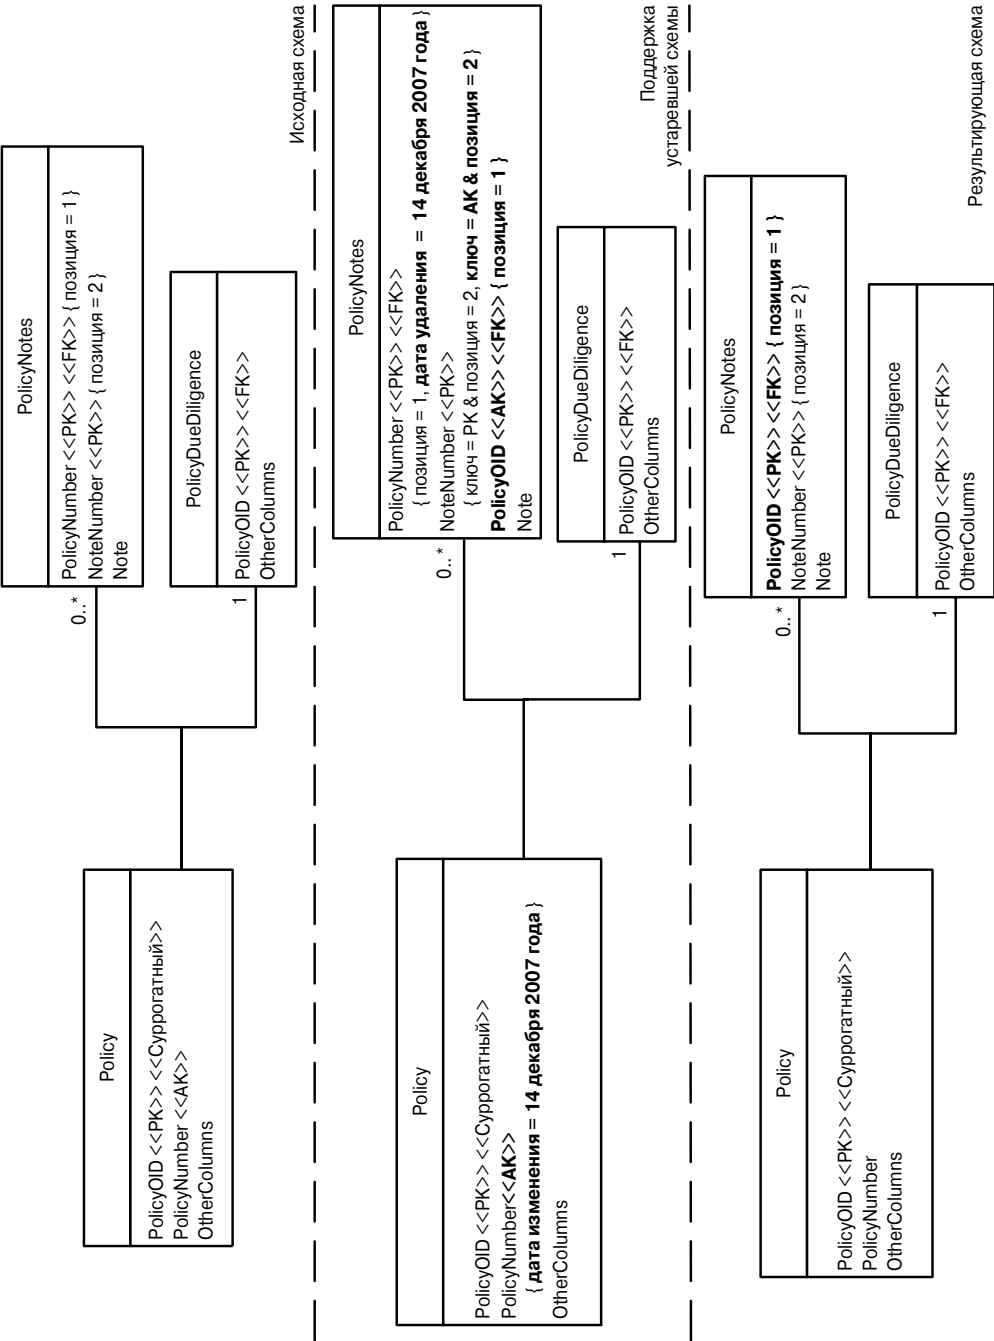 Policy
PolicyOID <<PK>> <<Суррогатный>>
PolicyNumber <<AK>>
OtherColumns
PolicyNotes
PolicyNumber <<PK>> <<FK>> { позиция = 1 }
NoteNumber <<PK>> { позиция = 2 }
Note
0.. *
PolicyDueDiligence
PolicyOID <<PK>> <<FK>>
OtherColumns
1
Исходная схема
Policy
PolicyOID <<PK>> <<Суррогатный>>
PolicyNumber<<AK>>
{ дата изменения = 14 декабря 2007 года }
OtherColumns
PolicyNotes
PolicyNumber <<PK>> <<FK>>
{ позиция = 1, дата удаления = 14 декабря 2007 года }
NoteNumber <<PK>>
{ ключ = PK & позиция = 2, ключ = AK & позиция = 2 }
PolicyOID <<AK>> <<FK>> { позиция = 1 }
Note
0.. *
PolicyDueDiligence
PolicyOID <<PK>> <<FK>>
OtherColumns
1
Поддержка
устаревшей схемы
Policy
PolicyOID <<PK>> <<Суррогатный>>
PolicyNumber
OtherColumns
PolicyNotes
PolicyOID <<PK>> <<FK>> { позиция = 1 }
NoteNumber <<PK>> { позиция = 2 }
Note
0.. *
PolicyDueDiligence
PolicyOID <<PK>> <<FK>>
OtherColumns
1
Результирующая схема